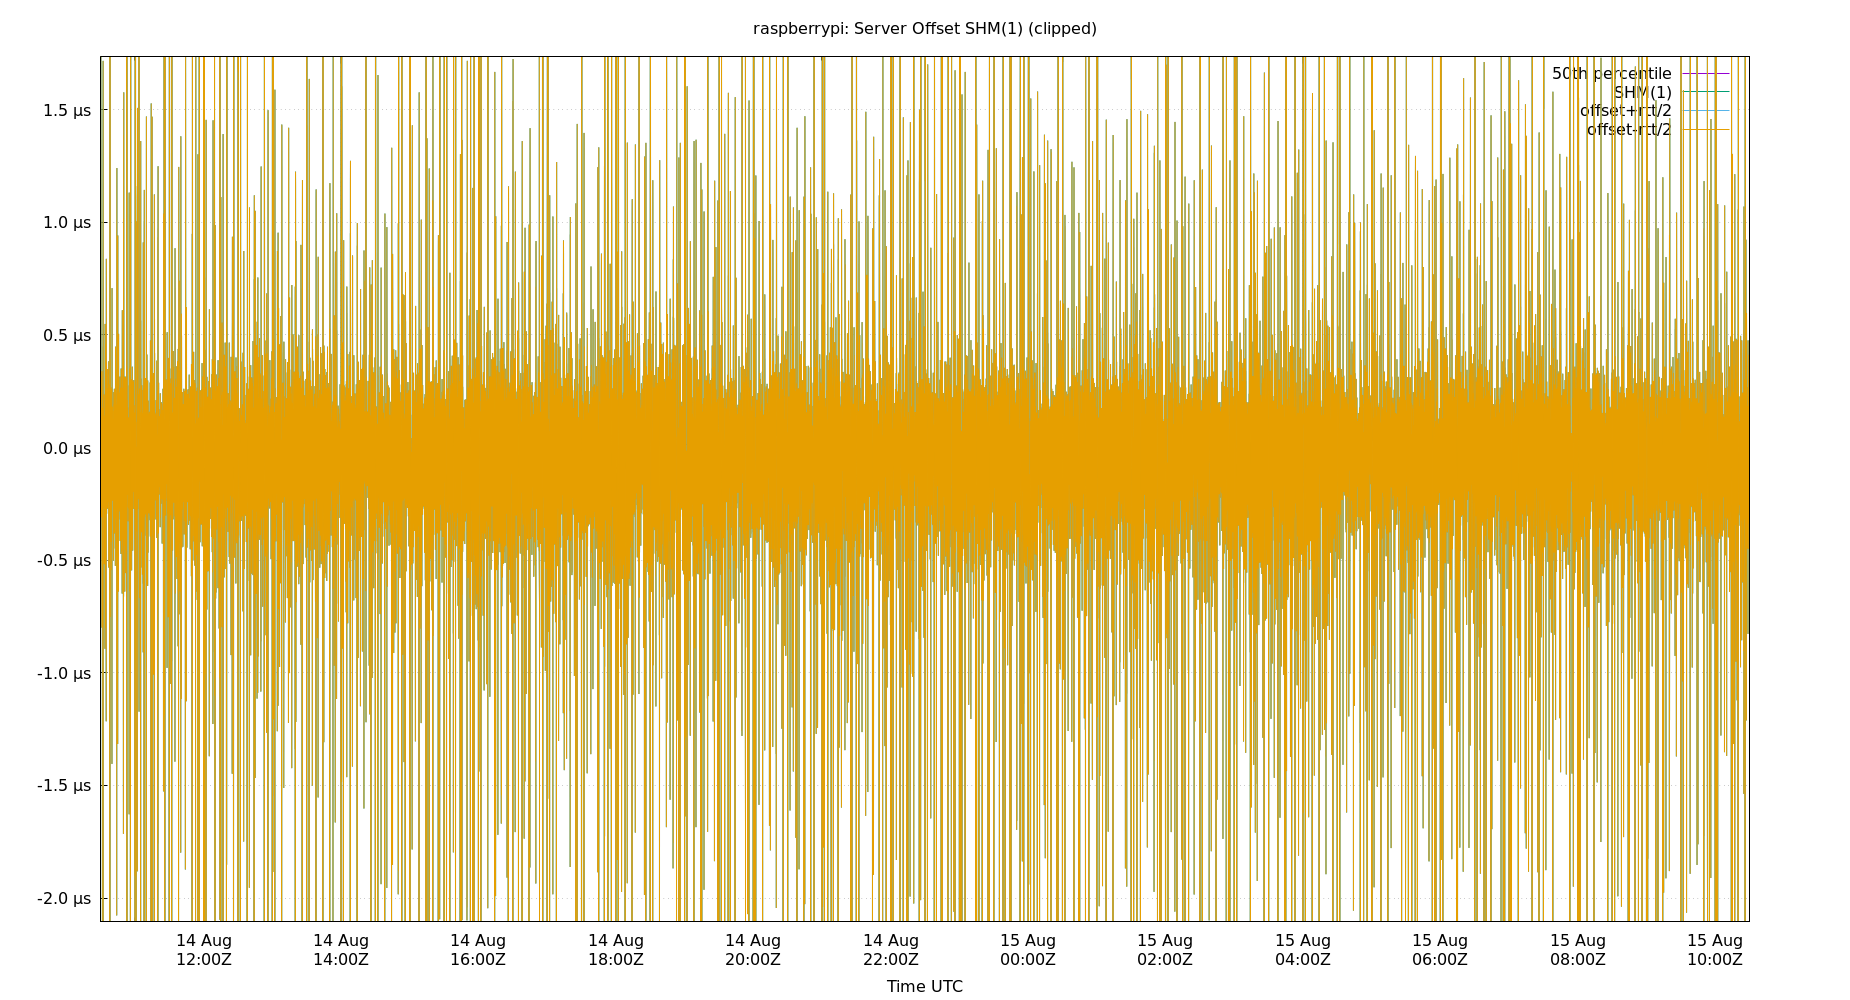 raspberrypi: Server Offset SHM(1) (clipped)
50th percentile
SHM(1)
offset+rtt/2
offset-rtt/2
1.5 µs
1.0 µs
0.5 µs
0.0 µs
-0.5 µs
-1.0 µs
-1.5 µs
-2.0 µs
14 Aug 14 Aug 14 Aug 14 Aug 14 Aug 14 Aug 15 Aug 15 Aug 15 Aug 15 Aug 15 Aug 15 Aug
12:00Z 14:00Z 16:00Z 18:00Z 20:00Z 22:00Z 00:00Z 02:00Z 04:00Z 06:00Z 08:00Z 10:00Z
Time UTC